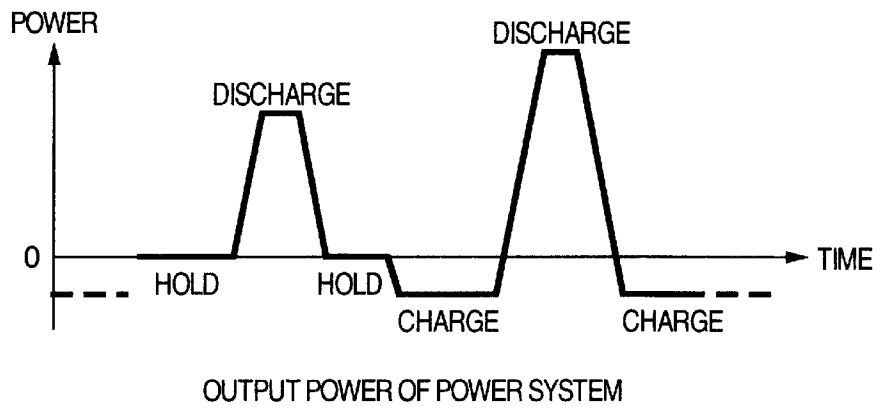 POWER
DISCHARGE
DISCHARGE
0
TIME
HOLD
HOLD
CHARGE
CHARGE
OUTPUT POWER OF POWER SYSTEM